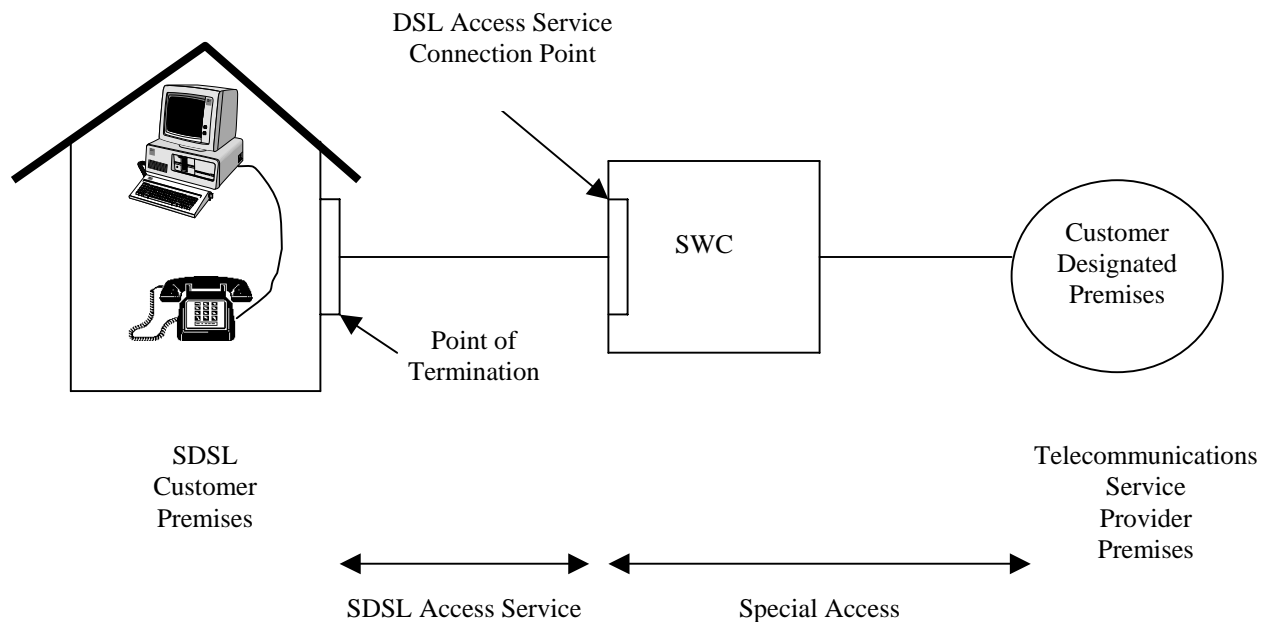 DSL Access Service
Connection Point
SWC
Customer
Designated
Premises
Point of
Termination
SDSL
Customer
Premises
Telecommunications
Service
Provider
Premises
SDSL Access Service
Special Access